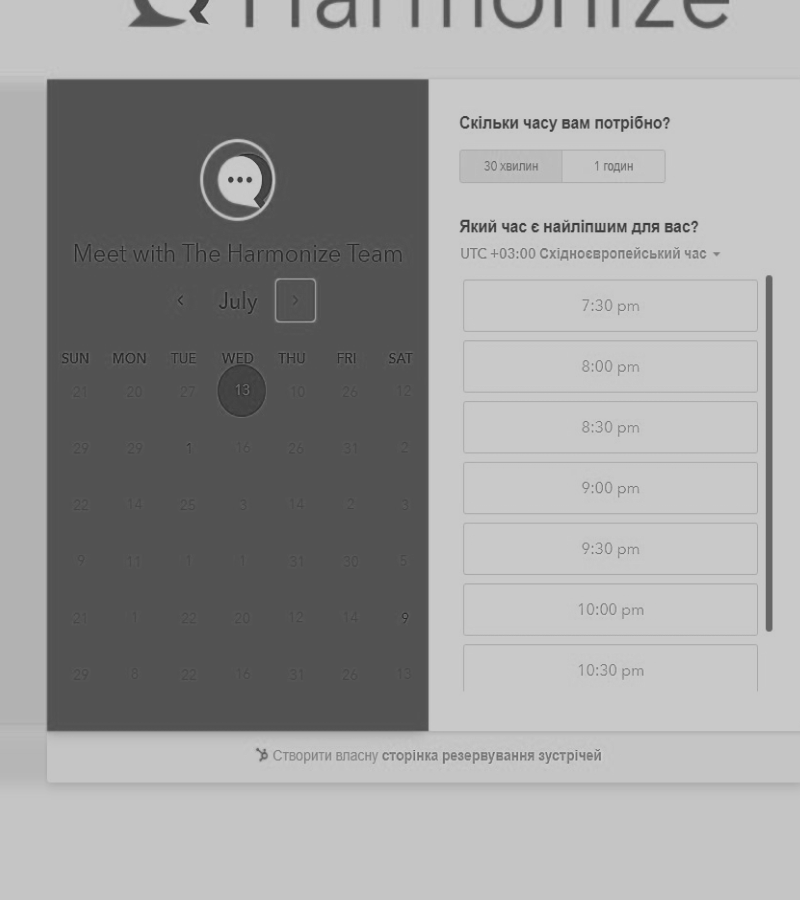 Harmonize
Meet with The Harmonize Team
July
SUN MON TUE WED THU FRI SAT
21 20 27 13 10 26 12
29 29 1 16 26 31 2
22 14 25 3 14 2 3
9 11 1 1 31 30 5
21 1 22 20 12 14 9
29 8 22 16 31 26 13
Скільки часу вам потрібно?
30 хвилин 1 годин
Який час є найліпшим для вас?
UTC +03:00 Східноєвропейський час
7:30 pm
8:00 pm
8:30 pm
9:00 pm
9:30 pm
10:00 pm
10:30 pm
Створити власну сторінка резервування зустрічей